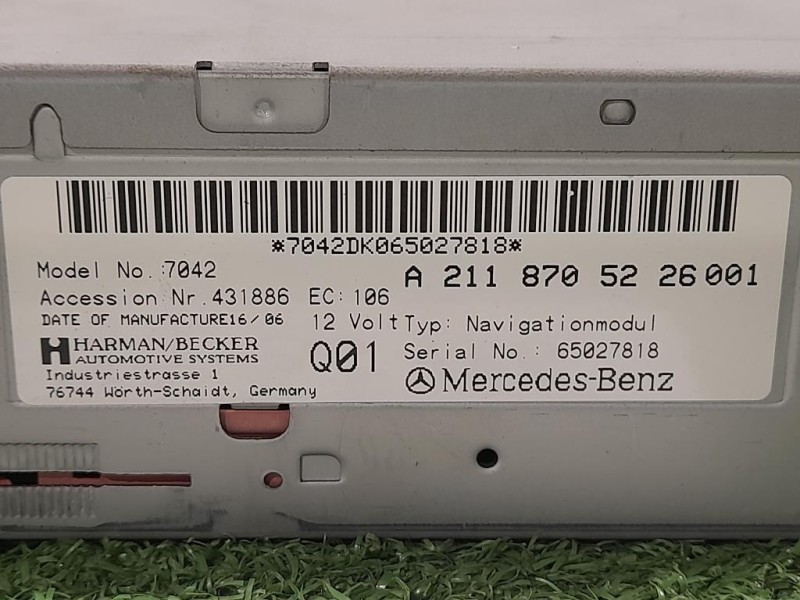 *7042DK065027818*
Model No.:7042
A 211 870 52 26 001
Accession Nr. 431886 EC: 106
DATE OF MANUFACTURE16/06 12 Volt Typ: Navigationmodul
HARMAN/BECKER
AUTOMOTIVE SYSTEMS
Q01
Serial No.: 65027818
Industriestrasse 1
76744 Wörth-Schaidt, Germany
Mercedes-Benz